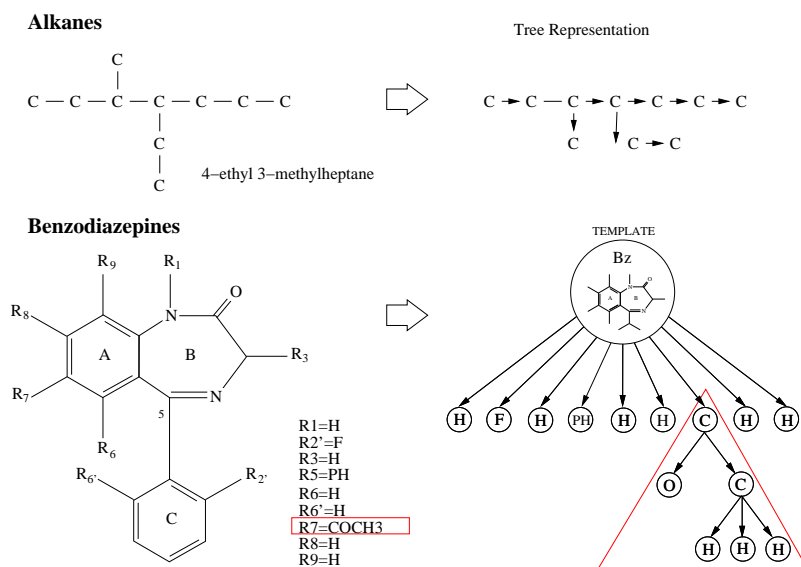 Alkanes
Tree Representation
C
C C C C C C C
C
C
4-ethyl 3-methylheptane
C C C C C C C
C C C
Benzodiazepines
TEMPLATE
Bz
N
O
A
B
N
R9
R1
O
R8
N
A
B
R3
R7
N
5
R6
R6'
R2'
C
R1=H
R2'=F
R3=H
R5=PH
R6=H
R6'=H
R7=COCH3
R8=H
R9=H
H F H PH H H C H H
O C
H H H